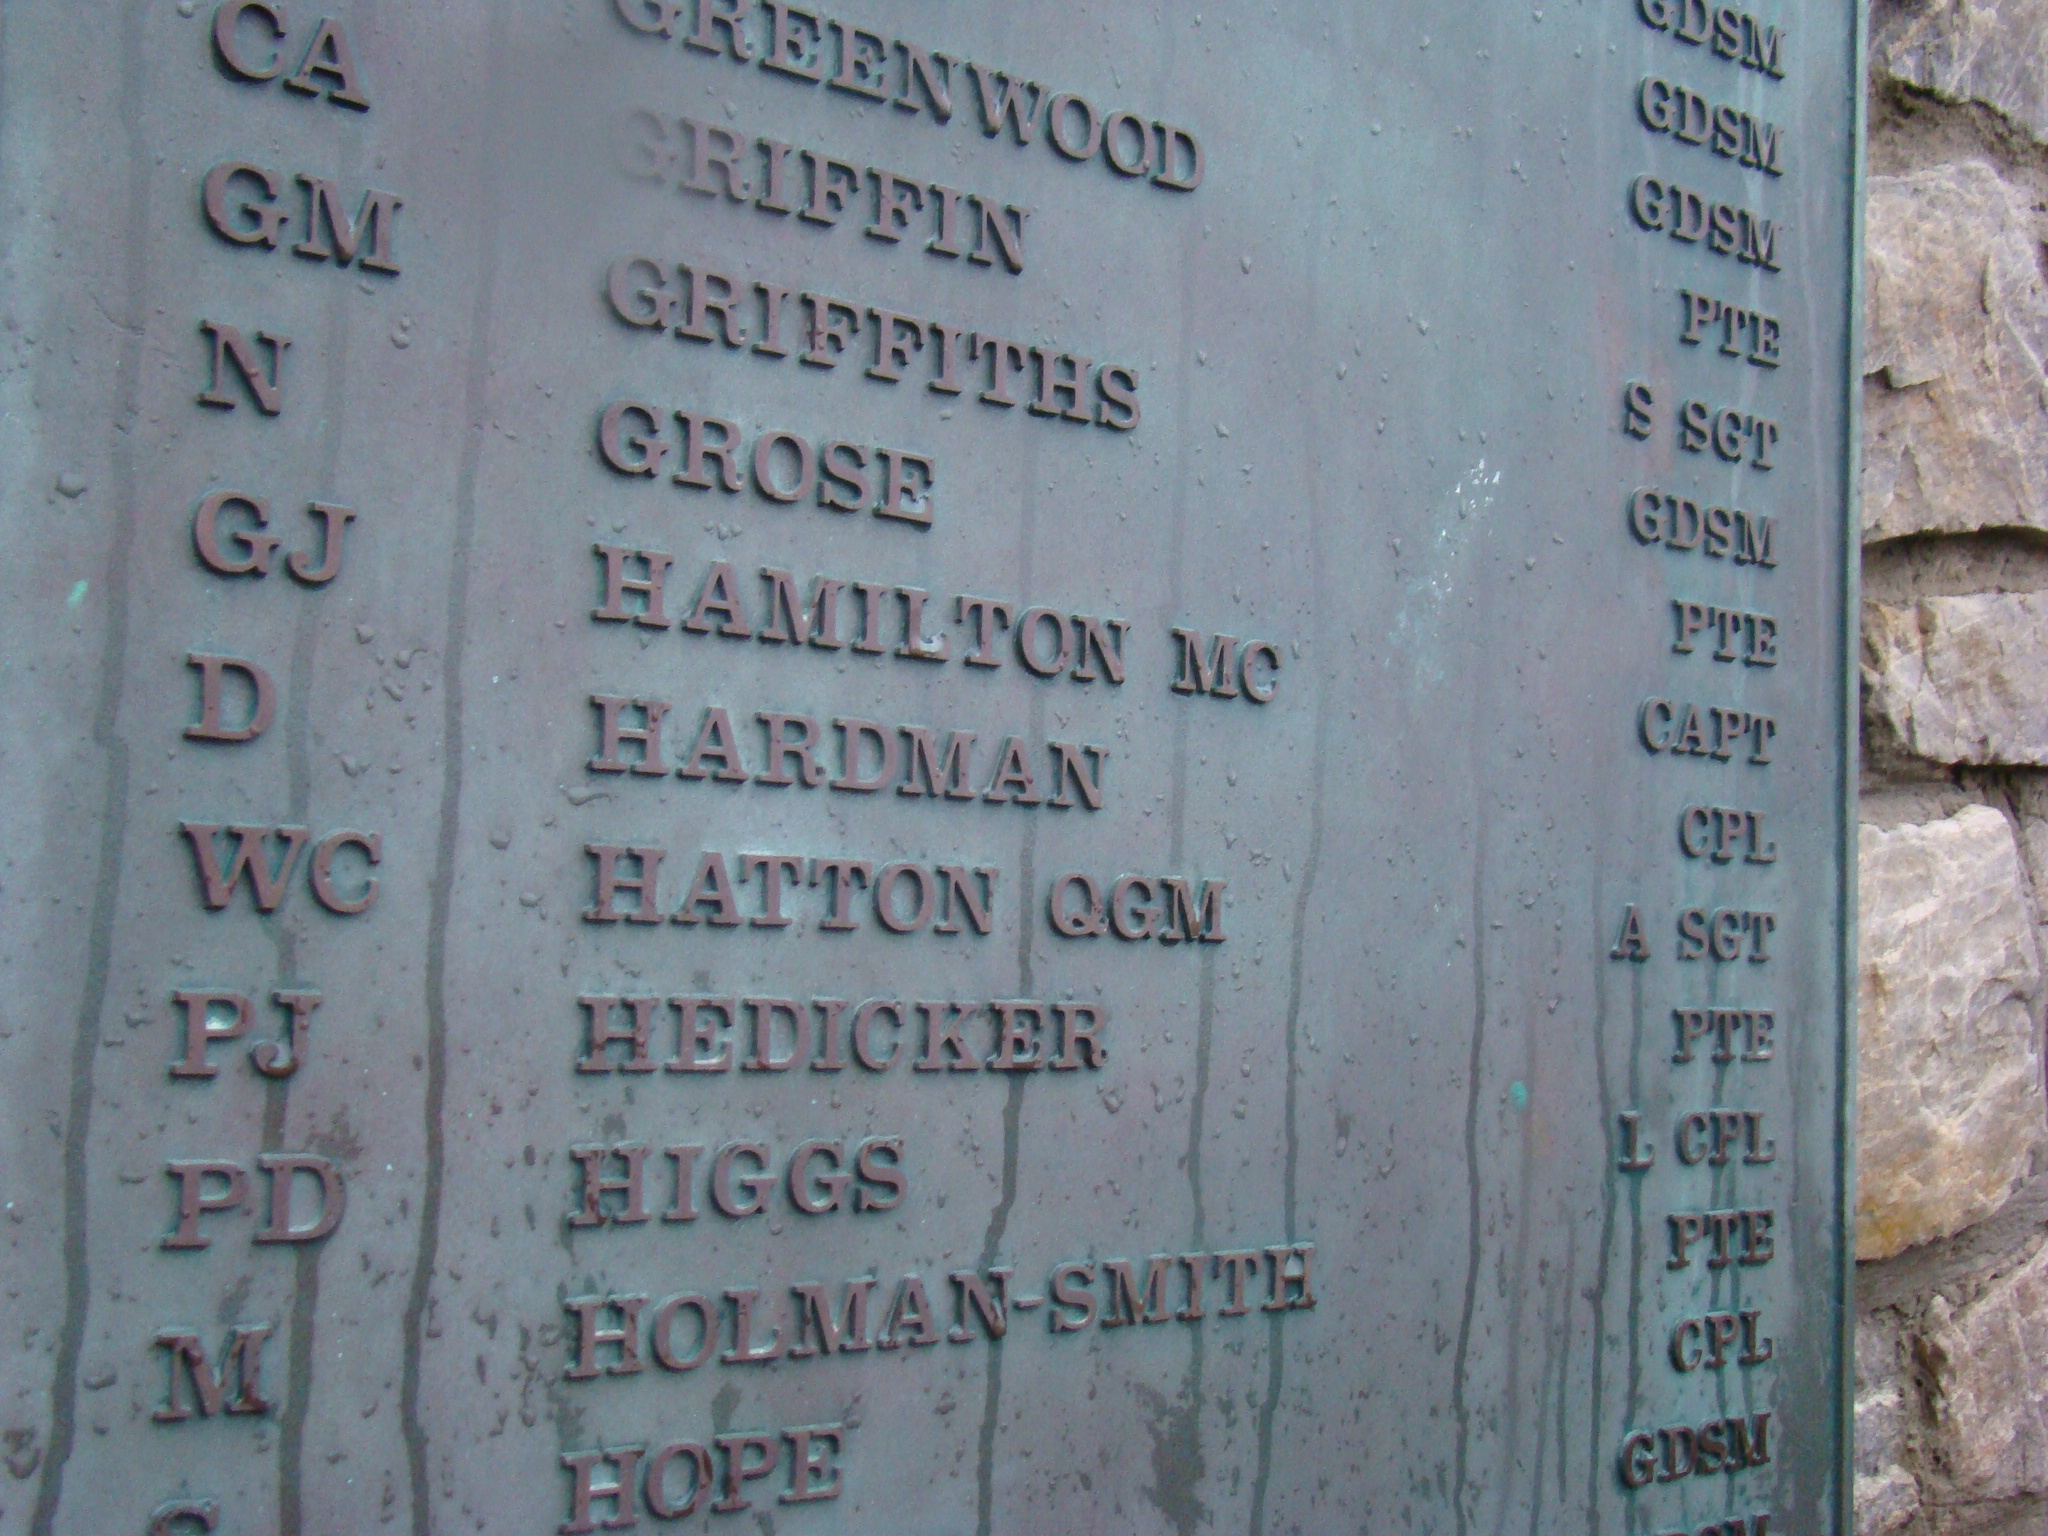 GDSM
GDSM
GDSM
GREENWOOD PTE
CA GRIFFIN S SGT
GM GRIFFITHS GDSM
N GROSE PTE
GJ HAMILTON MC CAPT
D HARDMAN CPL
WC HATTON QGM A SGT
PJ HEDICKER PTE
PD HIGGS L CPL
M HOLMAN-SMITH PTE
S HOPE CPL
GDSM